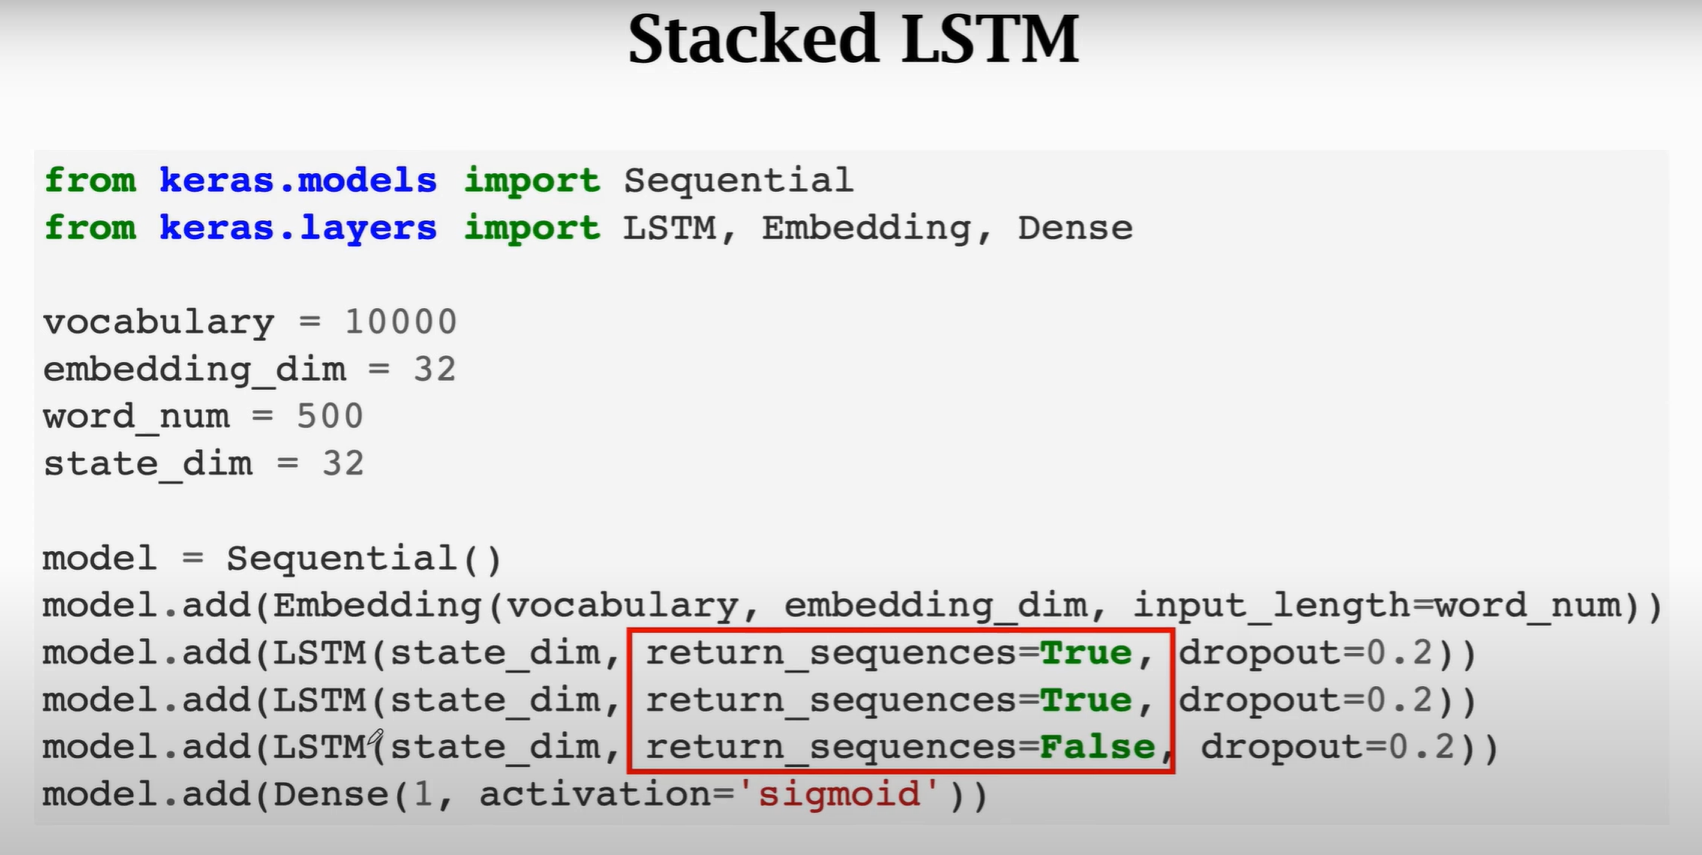 Stacked LSTM
from keras.models import Sequential
from keras.layers import LSTM, Embedding, Dense
vocabulary = 10000
embedding_dim = 32
word_num = 500
state_dim = 32
model = Sequential()
model.add(Embedding(vocabulary, embedding_dim, input_length=word_num))
model.add(LSTM(state_dim, return_sequences=True, dropout=0.2))
model.add(LSTM(state_dim, return_sequences=True, dropout=0.2))
model.add(LSTM(state_dim, return_sequences=False, dropout=0.2))
model.add(Dense(1, activation='sigmoid'))